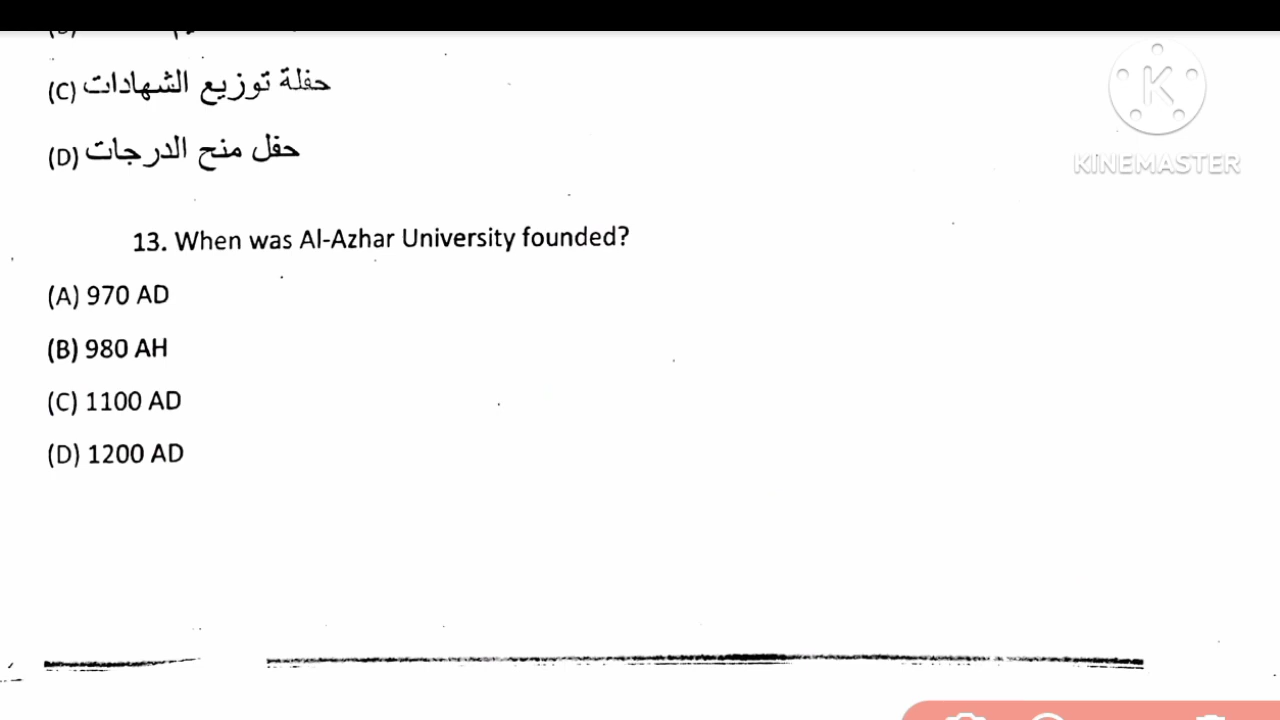 (C) حفلة توزيع الشهادات
(D) حفل منح الدرجات
KINEMASTER
13. When was Al-Azhar University founded?
(A) 970 AD
(B) 980 AH
(C) 1100 AD
(D) 1200 AD